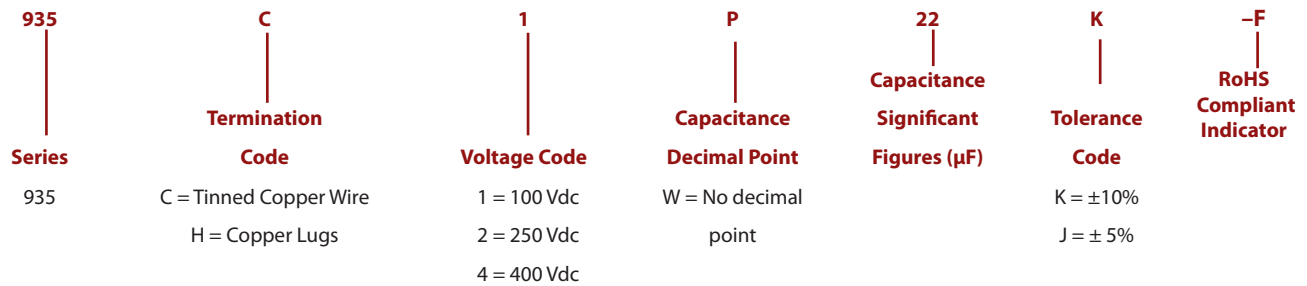 935 C 1 P 22 K –F
Capacitance RoHS
Termination Capacitance Significant Tolerance Compliant
Indicator
Series Code Voltage Code Decimal Point Figures (µF) Code
935 C = Tinned Copper Wire 1 = 100 Vdc W = No decimal K = ±10%
H = Copper Lugs 2 = 250 Vdc point J = ± 5%
4 = 400 Vdc